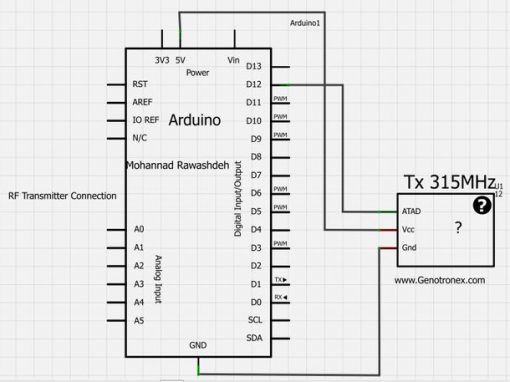 Arduino1
3V3 5V Vin
Power
RST
AREF
IO REF
N/C
Arduino
Mohannad Rawashdeh
RF Transmitter Connection
A0
A1
A2
A3
A4
A5
Analog Input
Digital Input/Output
D13
D12
D11 PWM
D10 PWM
D9 PWM
D8
D7
D6 PWM
D5 PWM
D4
D3 PWM
D2
D1 TX
D0 RX
SCL
SDA
GND
Tx 315MHz
U1
12
?
ATAD
Vcc
Gnd
?
www.Genotronex.com